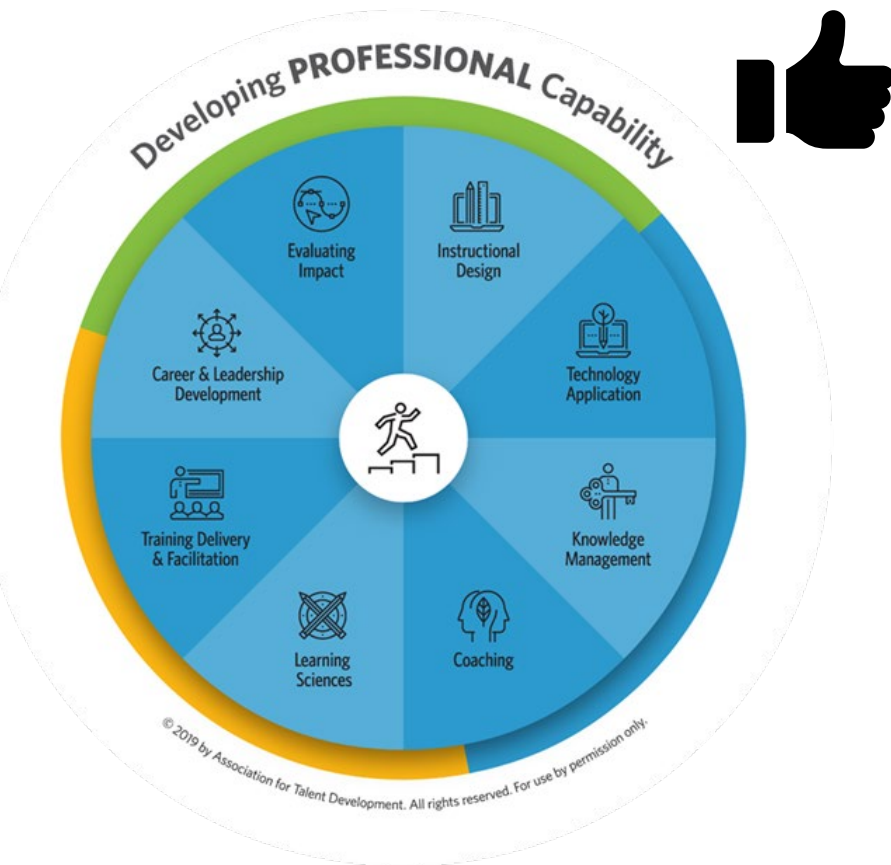 Developing PROFESSIONAL Capability
Evaluating
Impact
Instructional
Design
Career & Leadership
Development
Technology
Application
Training Delivery
& Facilitation
Knowledge
Management
Learning
Sciences
Coaching
© 2019 by Association for Talent Development. All rights reserved. For use by permission only.